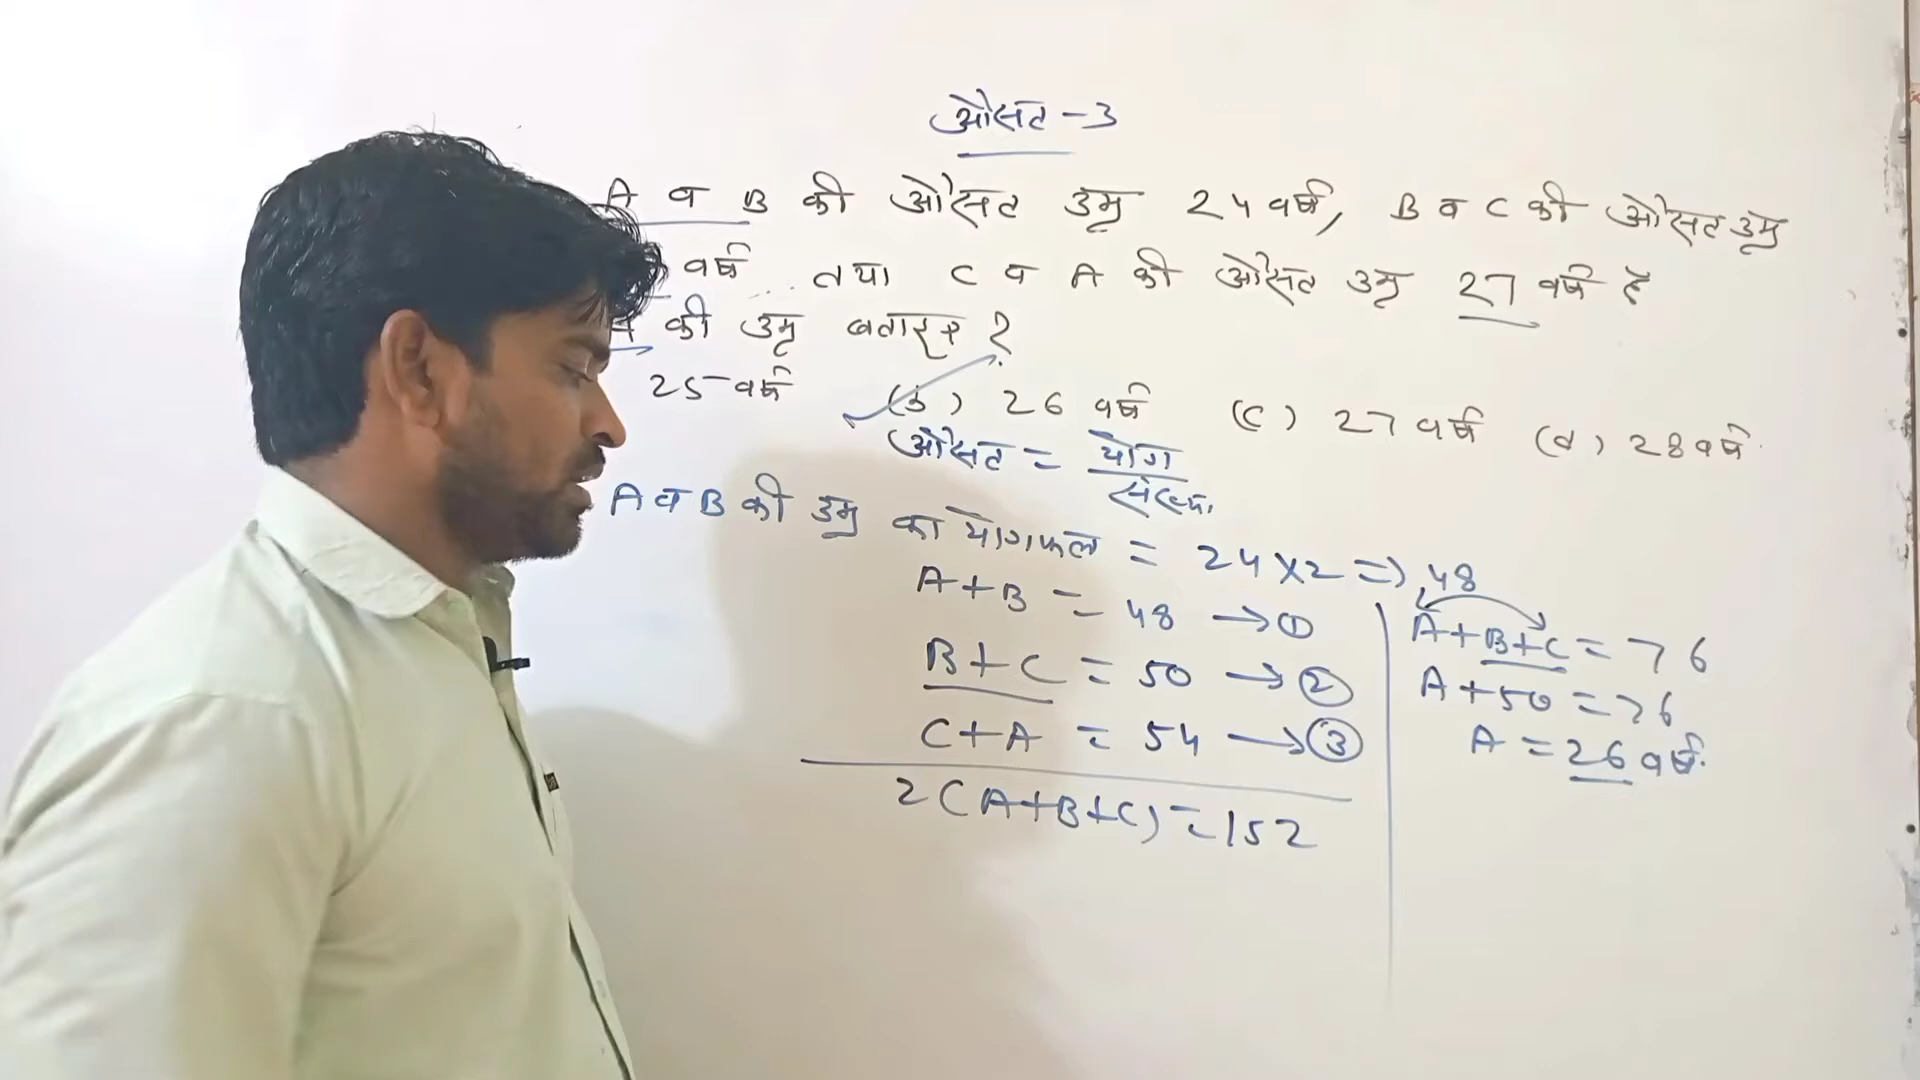 औसत - 3
A व B की औसत उम्र 24 वर्ष, B व C की औसत उम्र
वर्ष तथा C व A की औसत उम्र 27 वर्ष है
की उम्र बताइए ?
25 वर्ष (b) 26 वर्ष (c) 27 वर्ष (d) 28 वर्ष
औसत = योग / संख्या
A व B की उम्र का योगफल = 24 × 2 => 48
A + B = 48 → ①
B + C = 50 → ②
C + A = 54 → ③
2(A+B+C) = 152
A + B + C = 76
A + 50 = 76
A = 26 वर्ष